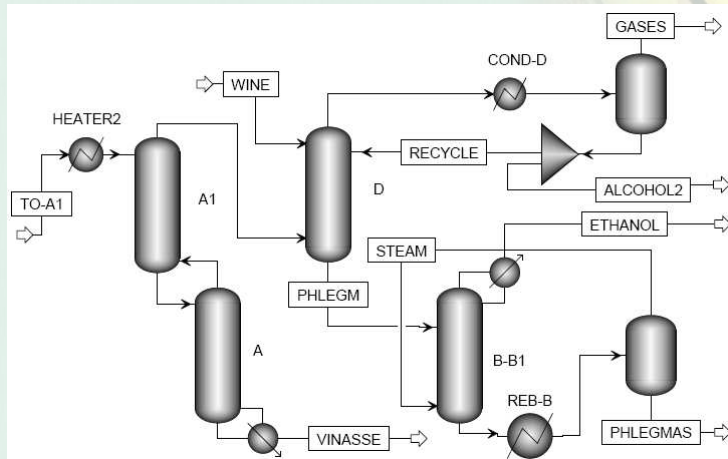 GASES
COND-D
WINE
HEATER2
RECYCLE
TO-A1
A1
D
ALCOHOL2
ETHANOL
STEAM
PHLEGM
A
B-B1
REB-B
VINASSE
PHLEGMAS